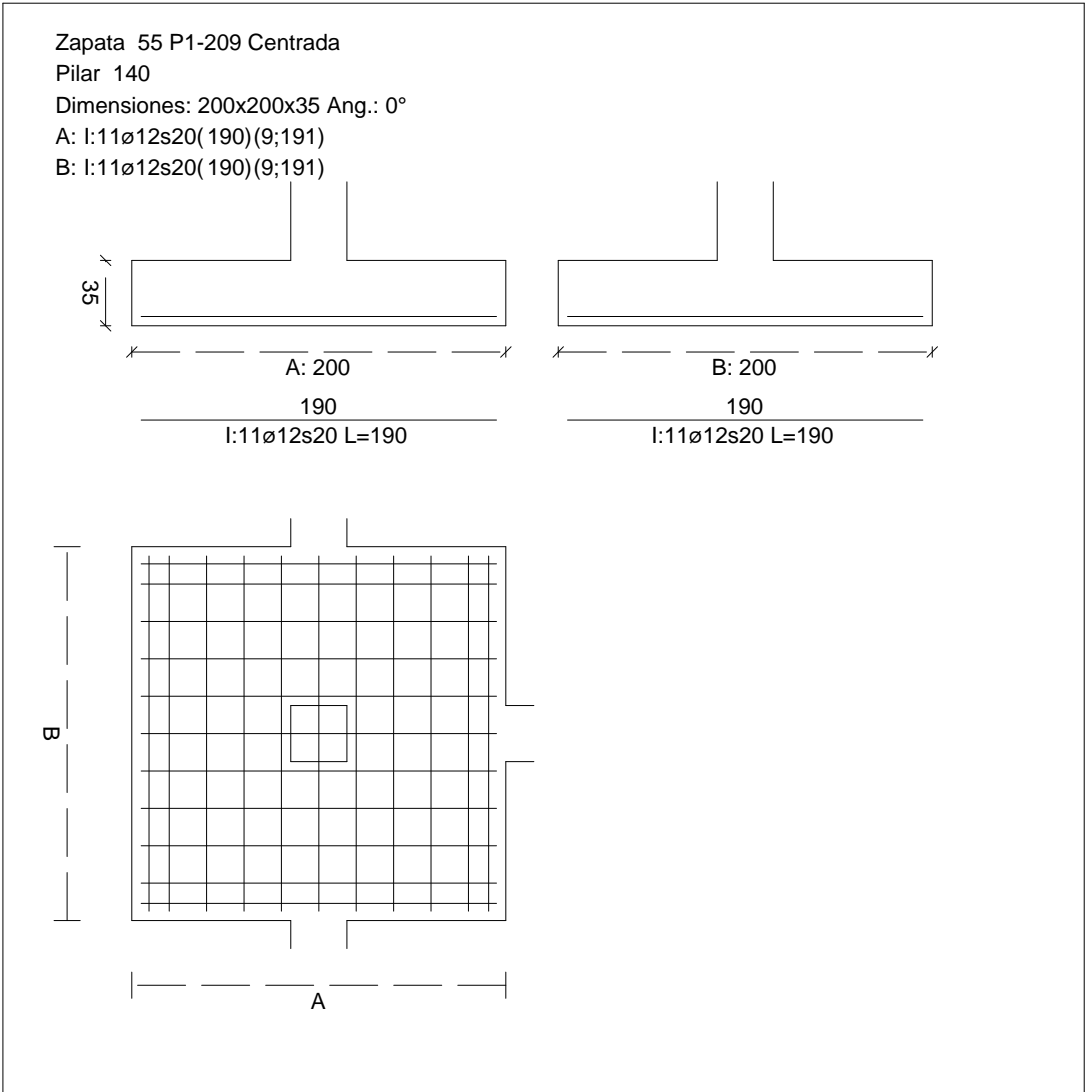 Zapata 55 P1-209 Centrada
Pilar 140
Dimensiones: 200x200x35 Ang.: 0°
A: I:11ø12s20(190)(9;191)
B: I:11ø12s20(190)(9;191)
35
A: 200
B: 200
190
I:11ø12s20 L=190
190
I:11ø12s20 L=190
B
A